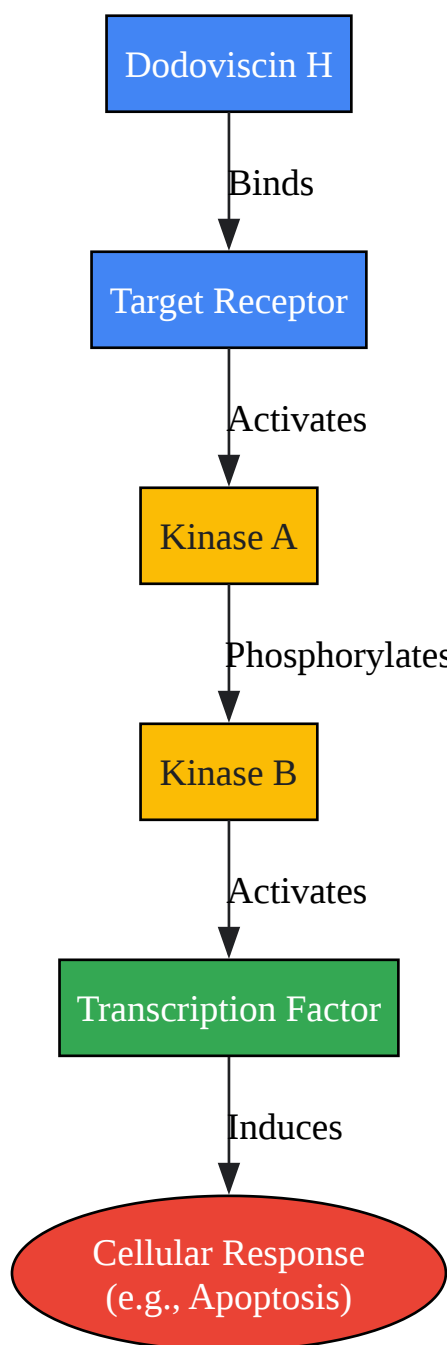 Dodoviscin H
Binds
Target Receptor
Activates
Kinase A
Phosphorylates
Kinase B
Activates
Transcription Factor
Induces
Cellular Response
(e.g., Apoptosis)